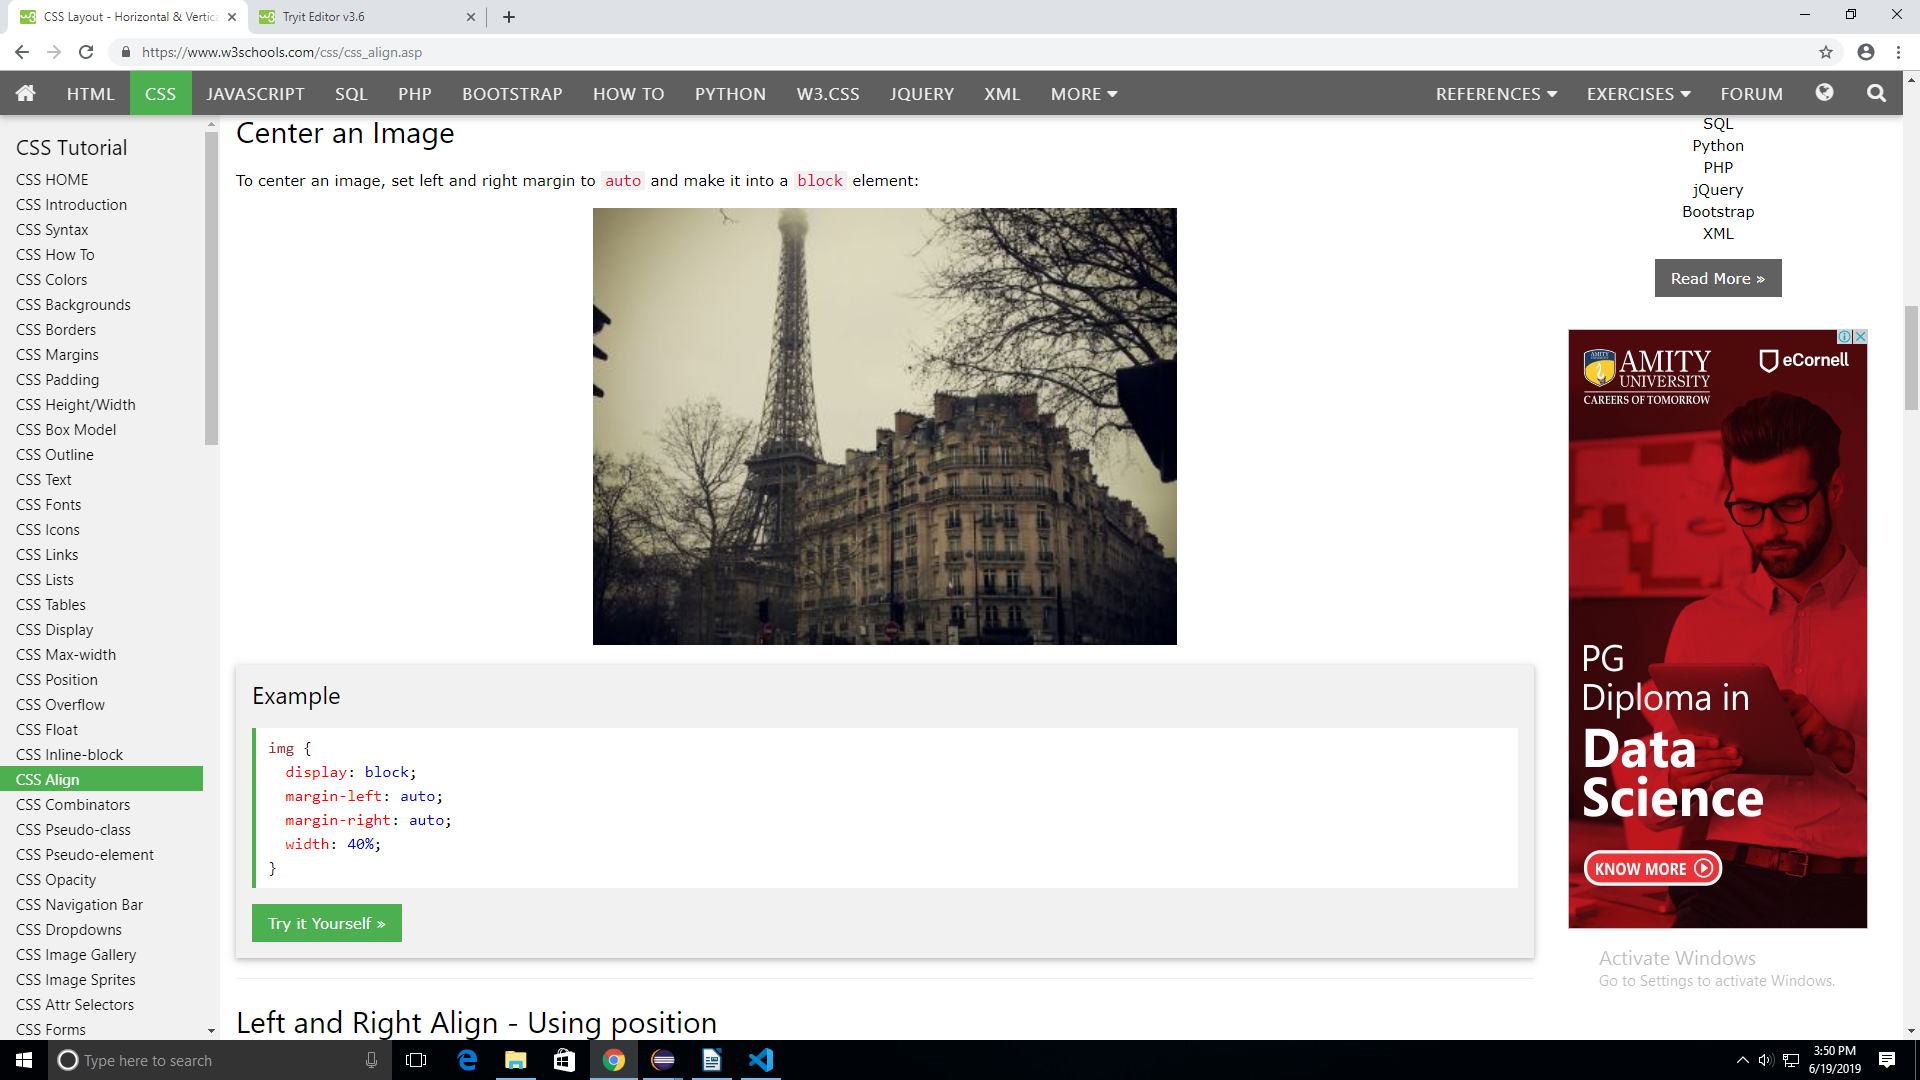 CSS Layout - Horizontal & Vertica
Tryit Editor v3.6
https://www.w3schools.com/css/css_align.asp
HTML
CSS
JAVASCRIPT
SQL
PHP
BOOTSTRAP
HOW TO
PYTHON
W3.CSS
JQUERY
XML
MORE
REFERENCES
EXERCISES
FORUM
CSS Tutorial
CSS HOME
CSS Introduction
CSS Syntax
CSS How To
CSS Colors
CSS Backgrounds
CSS Borders
CSS Margins
CSS Padding
CSS Height/Width
CSS Box Model
CSS Outline
CSS Text
CSS Fonts
CSS Icons
CSS Links
CSS Lists
CSS Tables
CSS Display
CSS Max-width
CSS Position
CSS Overflow
CSS Float
CSS Inline-block
CSS Align
CSS Combinators
CSS Pseudo-class
CSS Pseudo-element
CSS Opacity
CSS Navigation Bar
CSS Dropdowns
CSS Image Gallery
CSS Image Sprites
CSS Attr Selectors
CSS Forms
Center an Image
To center an image, set left and right margin to auto and make it into a block element:
Example
img {
  display: block;
  margin-left: auto;
  margin-right: auto;
  width: 40%;
}
Try it Yourself »
Left and Right Align - Using position
SQL
Python
PHP
jQuery
Bootstrap
XML
Read More »
AMITY
UNIVERSITY
CAREERS OF TOMORROW
eCornell
PG
Diploma in
Data
Science
KNOW MORE
Activate Windows
Go to Settings to activate Windows.
Type here to search
3:50 PM
6/19/2019